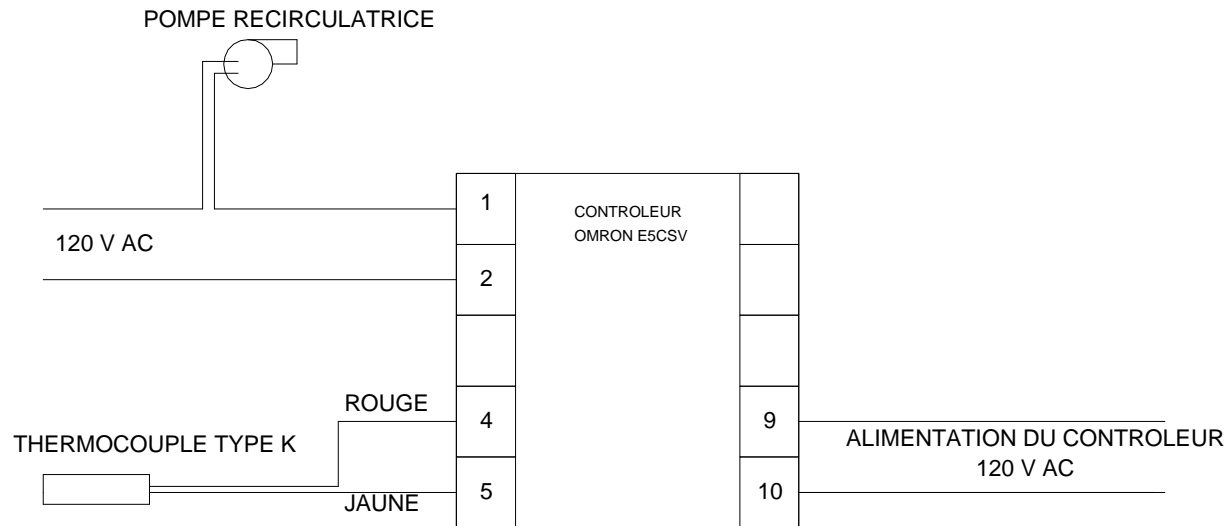 POMPE RECIRCULATRICE
1
CONTROLEUR
OMRON E5CSV
120 V AC
2
ROUGE
4
9
THERMOCOUPLE TYPE K
ALIMENTATION DU CONTROLEUR
120 V AC
JAUNE
5
10